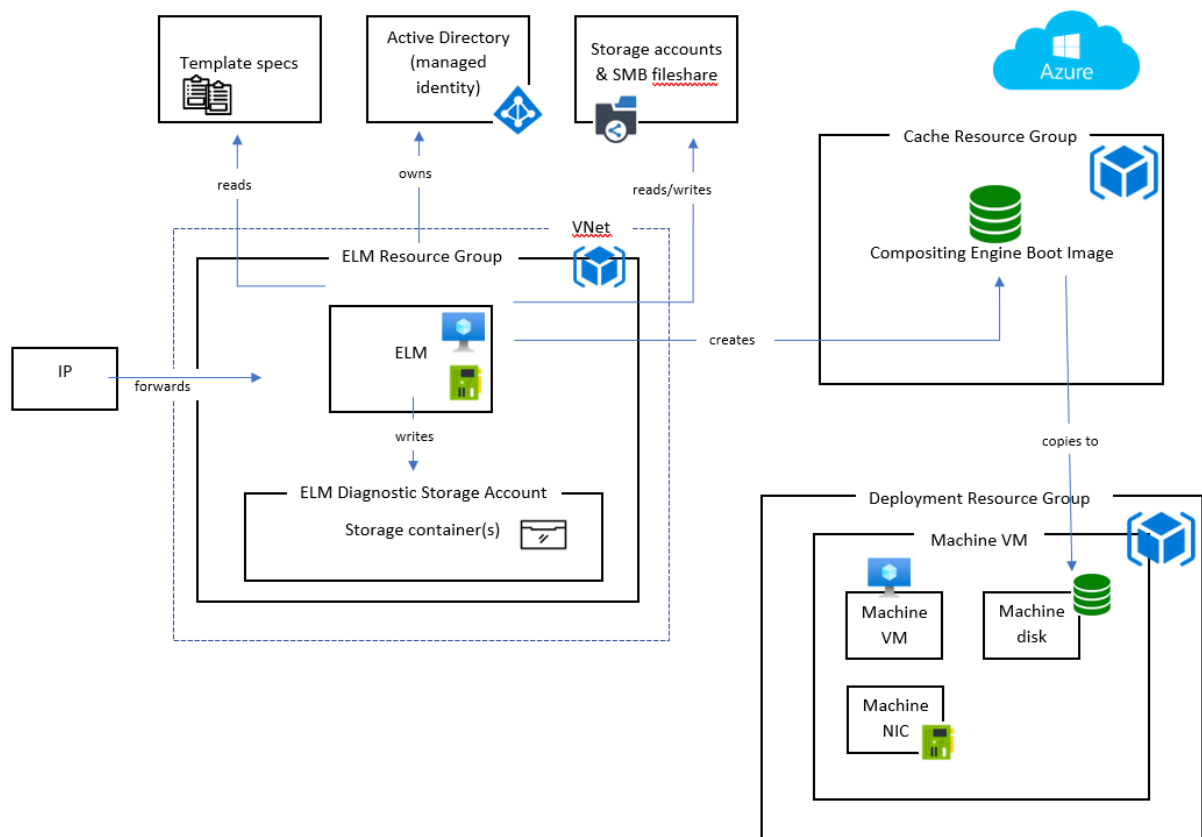 Template specs
Active Directory
(managed
identity)
Storage accounts
& SMB fileshare
Azure
Cache Resource Group
reads
owns
reads/writes
VNet
ELM Resource Group
Compositing Engine Boot Image
ELM
creates
IP
forwards
writes
copies to
ELM Diagnostic Storage Account
Storage container(s)
Deployment Resource Group
Machine VM
Machine
VM
Machine
disk
Machine
NIC